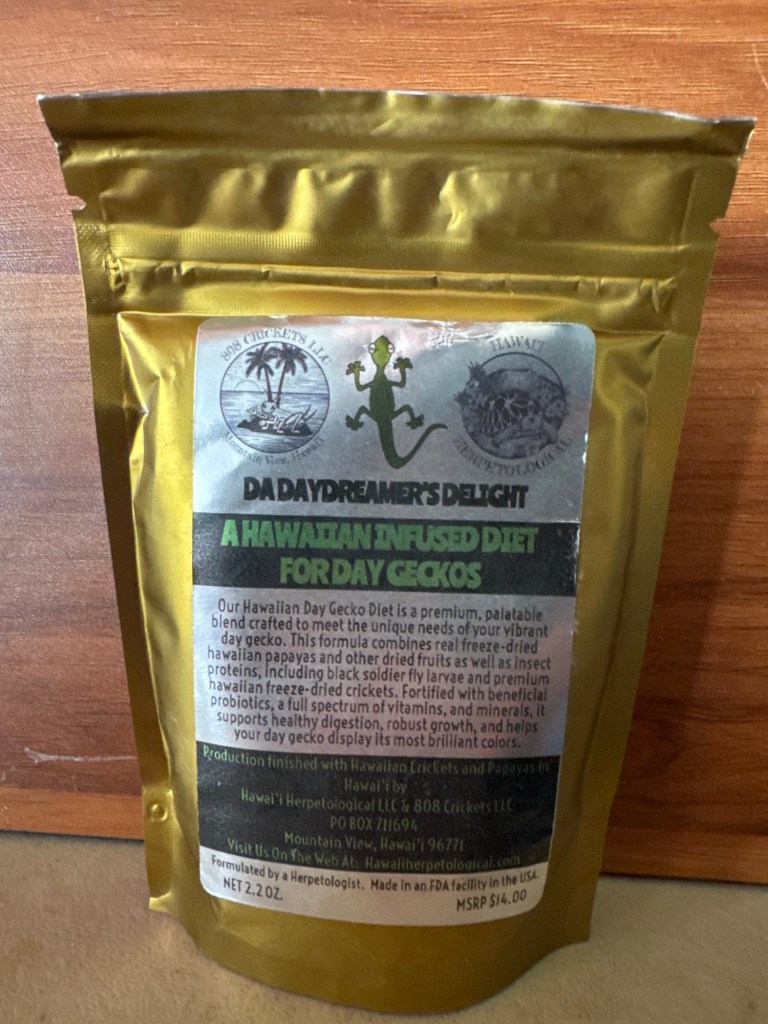 808 CRICKETS LLC
Mountain View, Hawai'i
HAWAI'I
HERPETOLOGICAL
DA DAYDREAMER'S DELIGHT
A HAWAIIAN INFUSED DIET
FOR DAY GECKOS
Our Hawaiian Day Gecko Diet is a premium, palatable
blend crafted to meet the unique needs of your vibrant
day gecko. This formula combines real freeze-dried
hawaiian papayas and other dried fruits as well as insect
proteins, including black soldier fly larvae and premium
hawaiian freeze-dried crickets. Fortified with beneficial
probiotics, a full spectrum of vitamins, and minerals, it
supports healthy digestion, robust growth, and helps
your day gecko display its most brilliant colors.
Production finished with Hawaiian Crickets and Papayas in
Hawai'i by
Hawai'i Herpetological LLC & 808 Crickets LLC
PO BOX 711694
Mountain View, Hawai'i 96771
Visit Us On The Web At: Hawaiiherpetological.com
Formulated by a Herpetologist. Made in an FDA facility in the USA.
NET 2.2 OZ.
MSRP $14.00